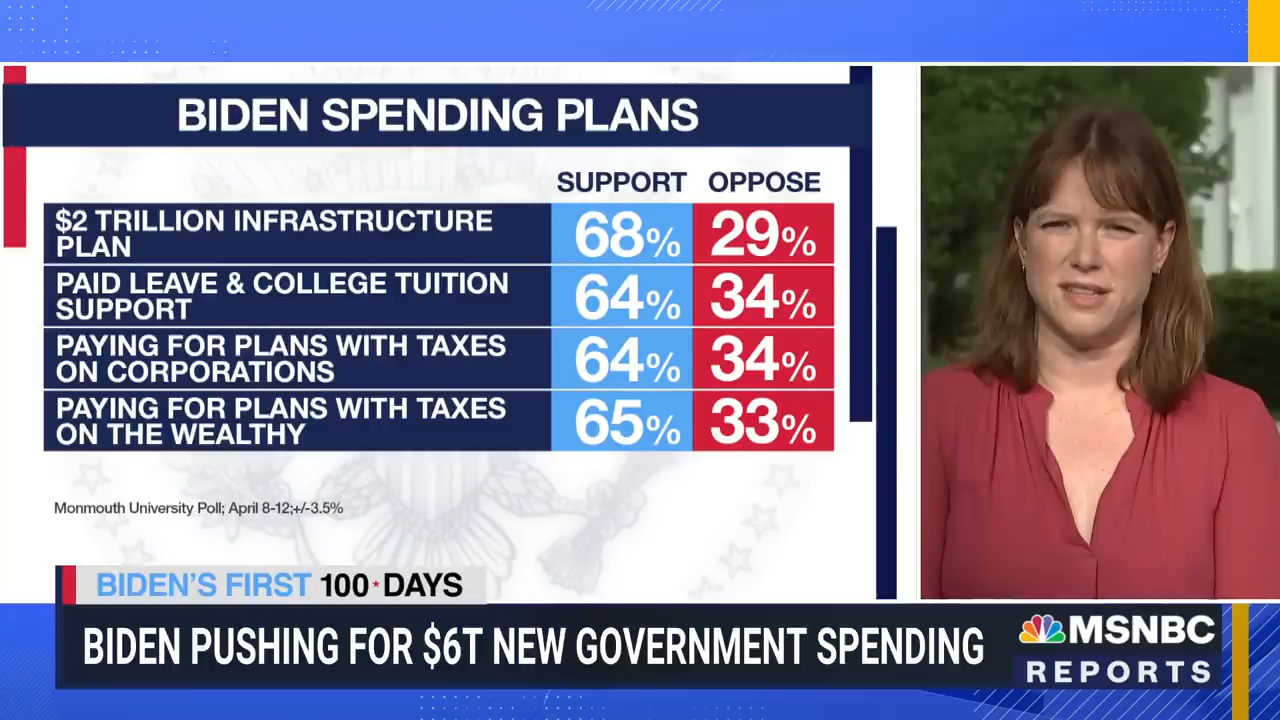 BIDEN SPENDING PLANS
SUPPORT OPPOSE
$2 TRILLION INFRASTRUCTURE
PLAN
68% 29%
PAID LEAVE & COLLEGE TUITION
SUPPORT
64% 34%
PAYING FOR PLANS WITH TAXES
ON CORPORATIONS
64% 34%
PAYING FOR PLANS WITH TAXES
ON THE WEALTHY
65% 33%
Monmouth University Poll; April 8-12;+/-3.5%
BIDEN'S FIRST 100 DAYS
BIDEN PUSHING FOR $6T NEW GOVERNMENT SPENDING
MSNBC
REPORTS